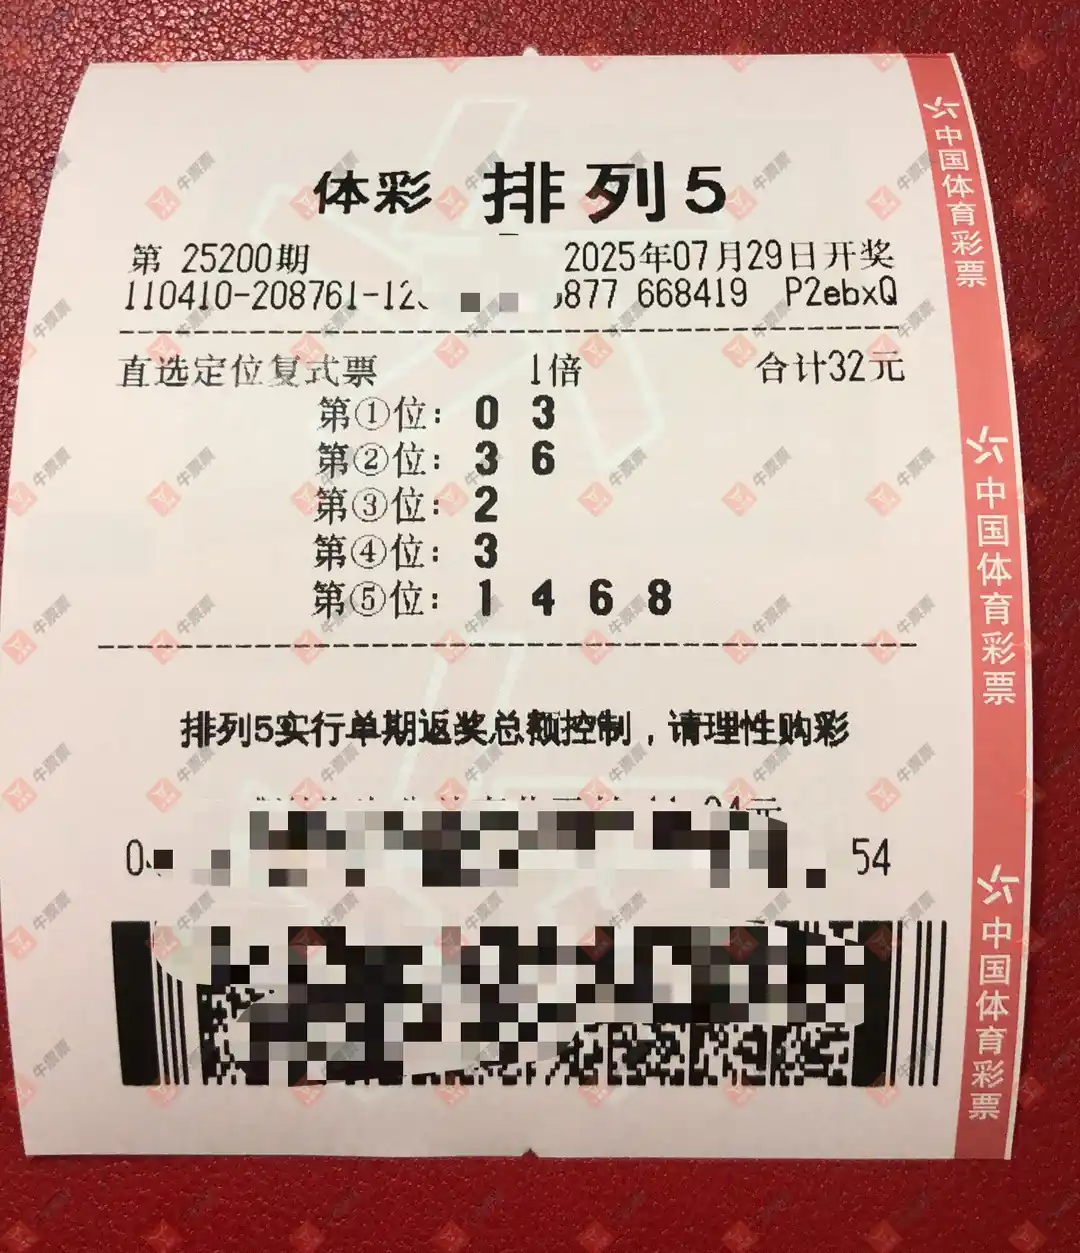 体彩 排列5
第 25200期 2025年07月29日开奖
110410-208761-12 877 668419 P2ebxQ
直选定位复式票 1倍 合计32元
第①位: 0 3
第②位: 3 6
第③位: 2
第④位: 3
第⑤位: 1 4 6 8
排列5实行单期返奖总额控制，请理性购彩
0 54
中国体育彩票
中国体育彩票
中国体育彩票
牛票票